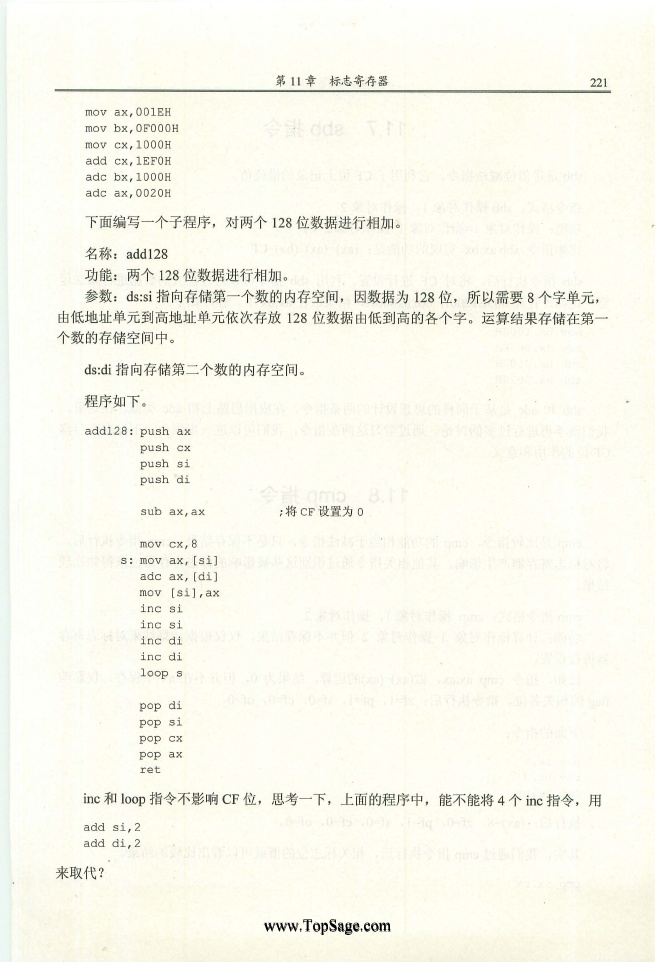 第 11 章 标志寄存器 221
mov ax,001EH
mov bx,0F000H
mov cx,1000H
add cx,1EF0H
adc bx,1000H
adc ax,0020H
下面编写一个子程序，对两个 128 位数据进行相加。
名称：add128
功能：两个 128 位数据进行相加。
参数：ds:si 指向存储第一个数的内存空间，因数据为 128 位，所以需要 8 个字单元，
由低地址单元到高地址单元依次存放 128 位数据由低到高的各个字。运算结果存储在第一
个数的存储空间中。
ds:di 指向存储第二个数的内存空间。
程序如下。
add128: push ax
push cx
push si
push di
sub ax,ax ;将 CF 设置为 0
mov cx,8
s: mov ax,[si]
adc ax,[di]
mov [si],ax
inc si
inc si
inc di
inc di
loop s
pop di
pop si
pop cx
pop ax
ret
inc 和 loop 指令不影响 CF 位，思考一下，上面的程序中，能不能将 4 个 inc 指令，用
add si,2
add di,2
来取代？
www.TopSage.com